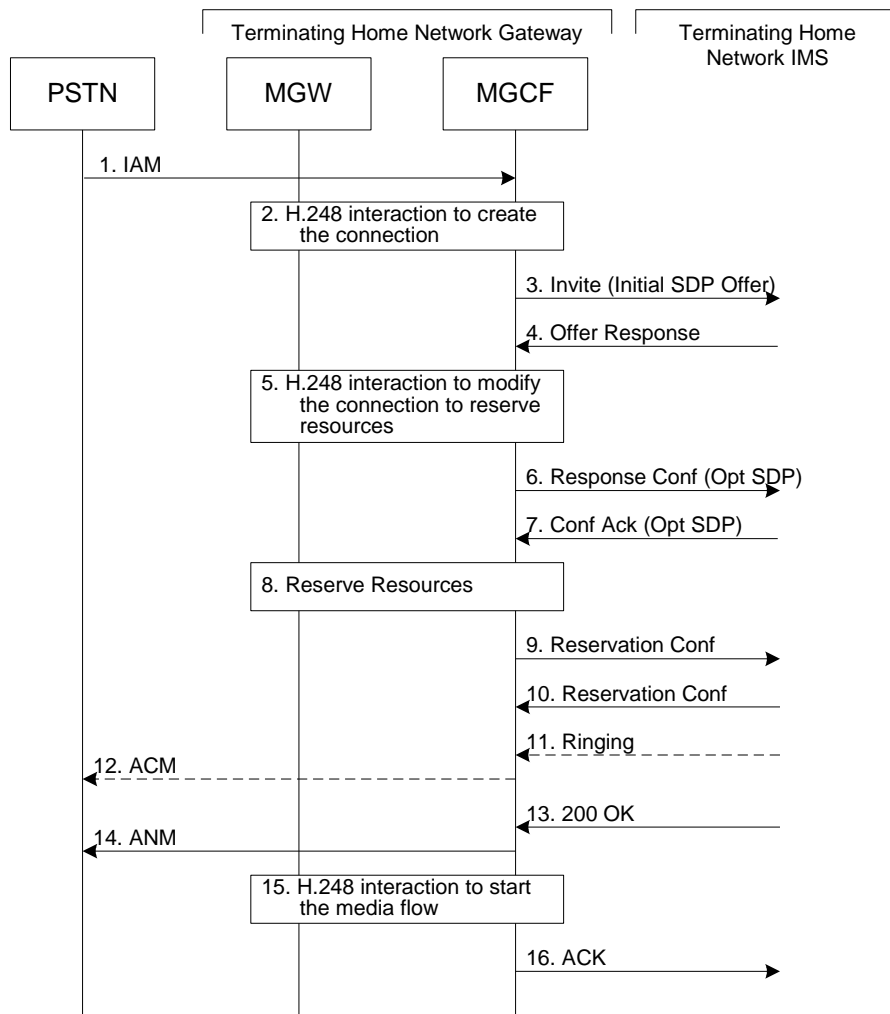 Terminating Home Network Gateway
Terminating Home
Network IMS
PSTN
MGW
MGCF
1. IAM
2. H.248 interaction to create
the connection
3. Invite (Initial SDP Offer)
4. Offer Response
5. H.248 interaction to modify
the connection to reserve
resources
6. Response Conf (Opt SDP)
7. Conf Ack (Opt SDP)
8. Reserve Resources
9. Reservation Conf
10. Reservation Conf
11. Ringing
12. ACM
13. 200 OK
14. ANM
15. H.248 interaction to start
the media flow
16. ACK